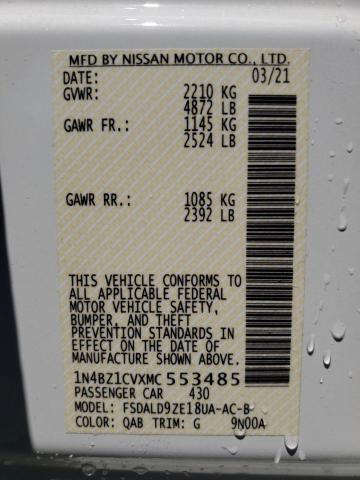 MFD BY NISSAN MOTOR CO., LTD.
DATE: 03/21
GVWR: 2210 KG
4872 LB
GAWR FR.: 1145 KG
2524 LB
GAWR RR.: 1085 KG
2392 LB
THIS VEHICLE CONFORMS TO
ALL APPLICABLE FEDERAL
MOTOR VEHICLE SAFETY,
BUMPER, AND THEFT
PREVENTION STANDARDS IN
EFFECT ON THE DATE OF
MANUFACTURE SHOWN ABOVE.
1N4BZ1CVXMC 553485
PASSENGER CAR 430
MODEL: FSDALD9ZE18UA-AC-B-
COLOR: QAB TRIM: G 9N00A